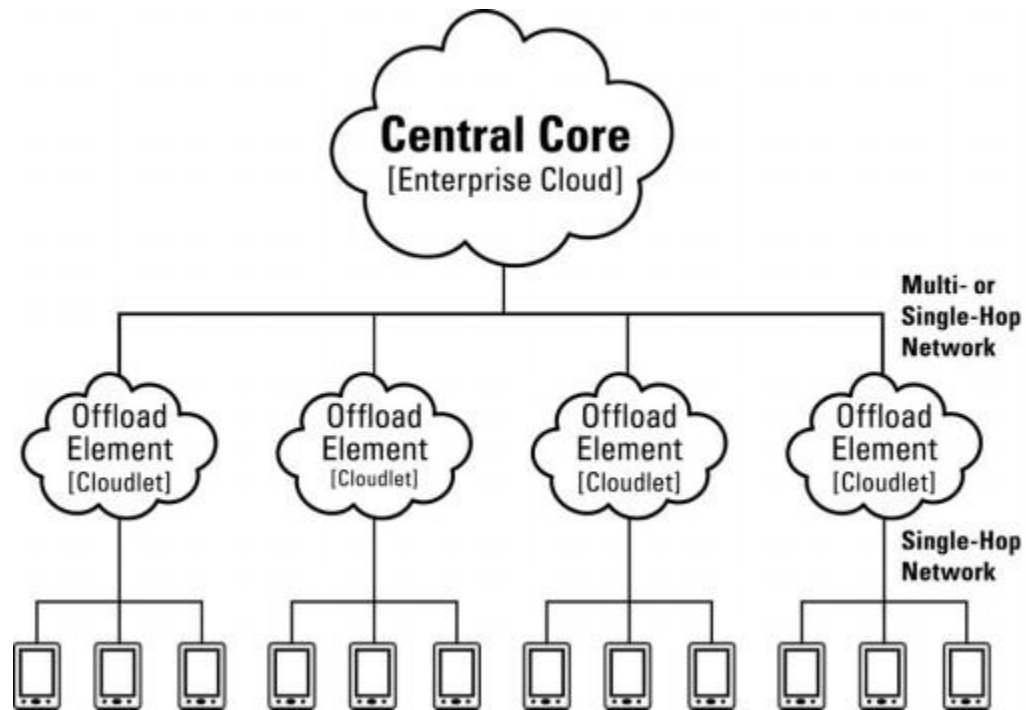 Central Core
[Enterprise Cloud]
Multi- or
Single-Hop
Network
Offload
Element
[Cloudlet]
Offload
Element
[Cloudlet]
Offload
Element
[Cloudlet]
Offload
Element
[Cloudlet]
Single-Hop
Network